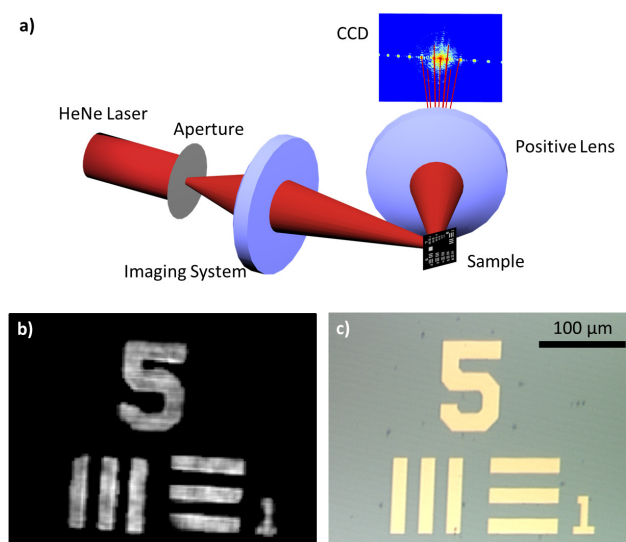 a)
CCD
HeNe Laser
Aperture
Positive Lens
Imaging System
Sample
b)
5
1
c)
100 µm
5
1